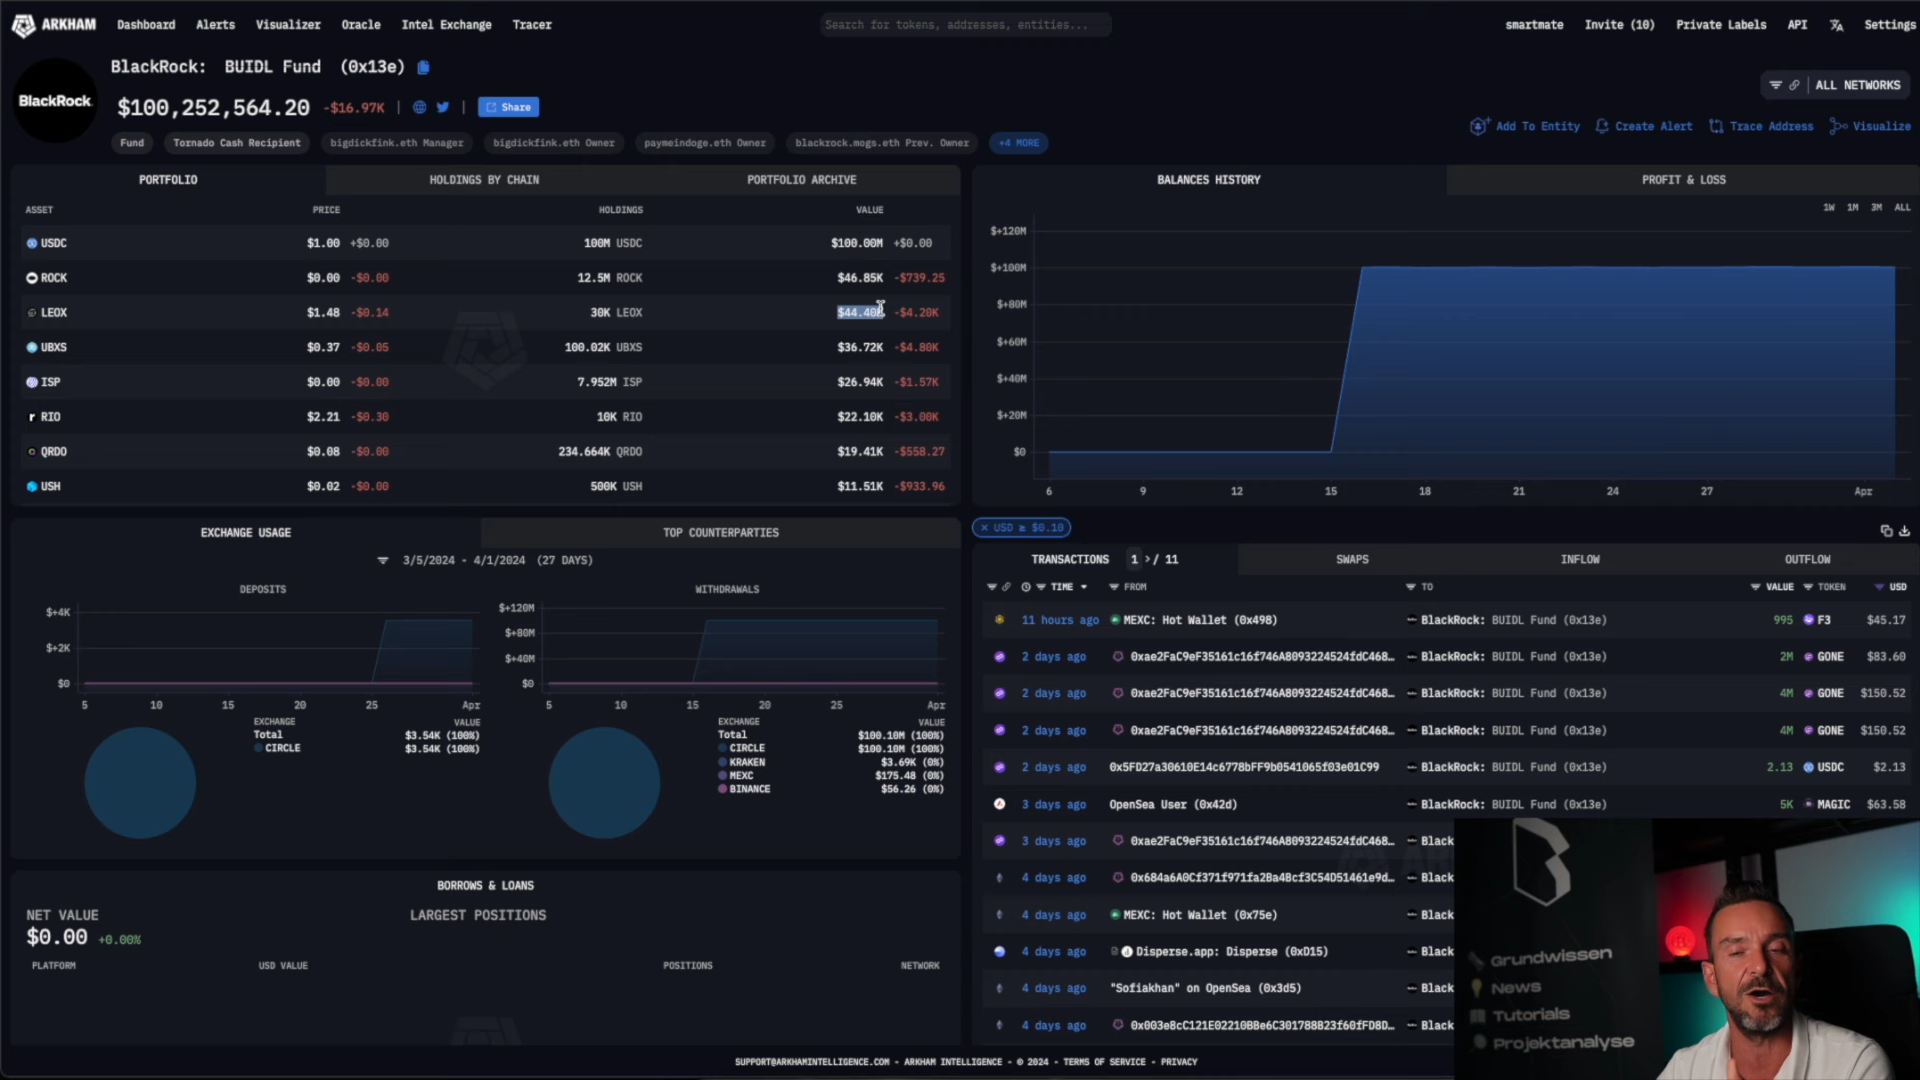 ARKHAM Dashboard Alerts Visualizer Oracle Intel Exchange Tracer Search for tokens, addresses, entities... smartmate Invite (10) Private Labels API Settings
BlackRock: BUIDL Fund (0x13e)
BlackRock.
$100,252,564.20 -$16.97K | | Share
ALL NETWORKS
Add To Entity Create Alert Trace Address Visualize
Fund Tornado Cash Recipient bigdickfink.eth Manager bigdickfink.eth Owner paymeindoge.eth Owner blackrock.mogs.eth Prev. Owner +4 MORE
PORTFOLIO HOLDINGS BY CHAIN PORTFOLIO ARCHIVE
ASSET PRICE HOLDINGS VALUE
USDC $1.00 +$0.00 100M USDC $100.00M +$0.00
ROCK $0.00 -$0.00 12.5M ROCK $46.85K -$739.25
LEOX $1.48 -$0.14 30K LEOX $44.40K -$4.20K
UBXS $0.37 -$0.05 100.02K UBXS $36.72K -$4.80K
ISP $0.00 -$0.00 7.952M ISP $26.94K -$1.57K
RIO $2.21 -$0.30 10K RIO $22.10K -$3.00K
QRDO $0.08 -$0.00 234.664K QRDO $19.41K -$558.27
USH $0.02 -$0.00 500K USH $11.51K -$933.96
BALANCES HISTORY PROFIT & LOSS
1W 1M 3M ALL
$+120M
$+100M
$+80M
$+60M
$+40M
$+20M
$0
6 9 12 15 18 21 24 27 Apr
EXCHANGE USAGE TOP COUNTERPARTIES
3/5/2024 - 4/1/2024 (27 DAYS)
DEPOSITS
$+4K
$+2K
$0
5 10 15 20 25 Apr
EXCHANGE VALUE
Total $3.54K (100%)
CIRCLE $3.54K (100%)
WITHDRAWALS
$+120M
$+80M
$+40M
$0
5 10 15 20 25 Apr
EXCHANGE VALUE
Total $100.10M (100%)
CIRCLE $100.10M (100%)
KRAKEN $3.69K (0%)
MEXC $175.48 (0%)
BINANCE $56.26 (0%)
× USD ≥ $0.10
TRANSACTIONS 1 > / 11 SWAPS INFLOW OUTFLOW
TIME FROM TO VALUE TOKEN USD
11 hours ago MEXC: Hot Wallet (0x498) BlackRock: BUIDL Fund (0x13e) 995 F3 $45.17
2 days ago 0xae2FaC9eF35161c16f746A8093224524fdC468… BlackRock: BUIDL Fund (0x13e) 2M GONE $83.60
2 days ago 0xae2FaC9eF35161c16f746A8093224524fdC468… BlackRock: BUIDL Fund (0x13e) 4M GONE $150.52
2 days ago 0xae2FaC9eF35161c16f746A8093224524fdC468… BlackRock: BUIDL Fund (0x13e) 4M GONE $150.52
2 days ago 0x5FD27a30610E14c6778bFF9b0541065f03e01C99 BlackRock: BUIDL Fund (0x13e) 2.13 USDC $2.13
3 days ago OpenSea User (0x42d) BlackRock: BUIDL Fund (0x13e) 5K MAGIC $63.58
3 days ago 0xae2FaC9eF35161c16f746A8093224524fdC468… Black
4 days ago 0x684a6A0Cf371f971fa2Ba4Bcf3C54D51461e9d… Black
4 days ago MEXC: Hot Wallet (0x75e) Black
4 days ago Disperse.app: Disperse (0xD15) Black
4 days ago "Sofiakhan" on OpenSea (0x3d5) Black
4 days ago 0x003e8cC121E02210BBe6C301788B23f60fFD8D… Black
BORROWS & LOANS
NET VALUE LARGEST POSITIONS
$0.00 +0.00%
PLATFORM USD VALUE POSITIONS NETWORK
Grundwissen
News
Tutorials
Projektanalyse
SUPPORT@ARKHAMINTELLIGENCE.COM - ARKHAM INTELLIGENCE - © 2024 - TERMS OF SERVICE - PRIVACY